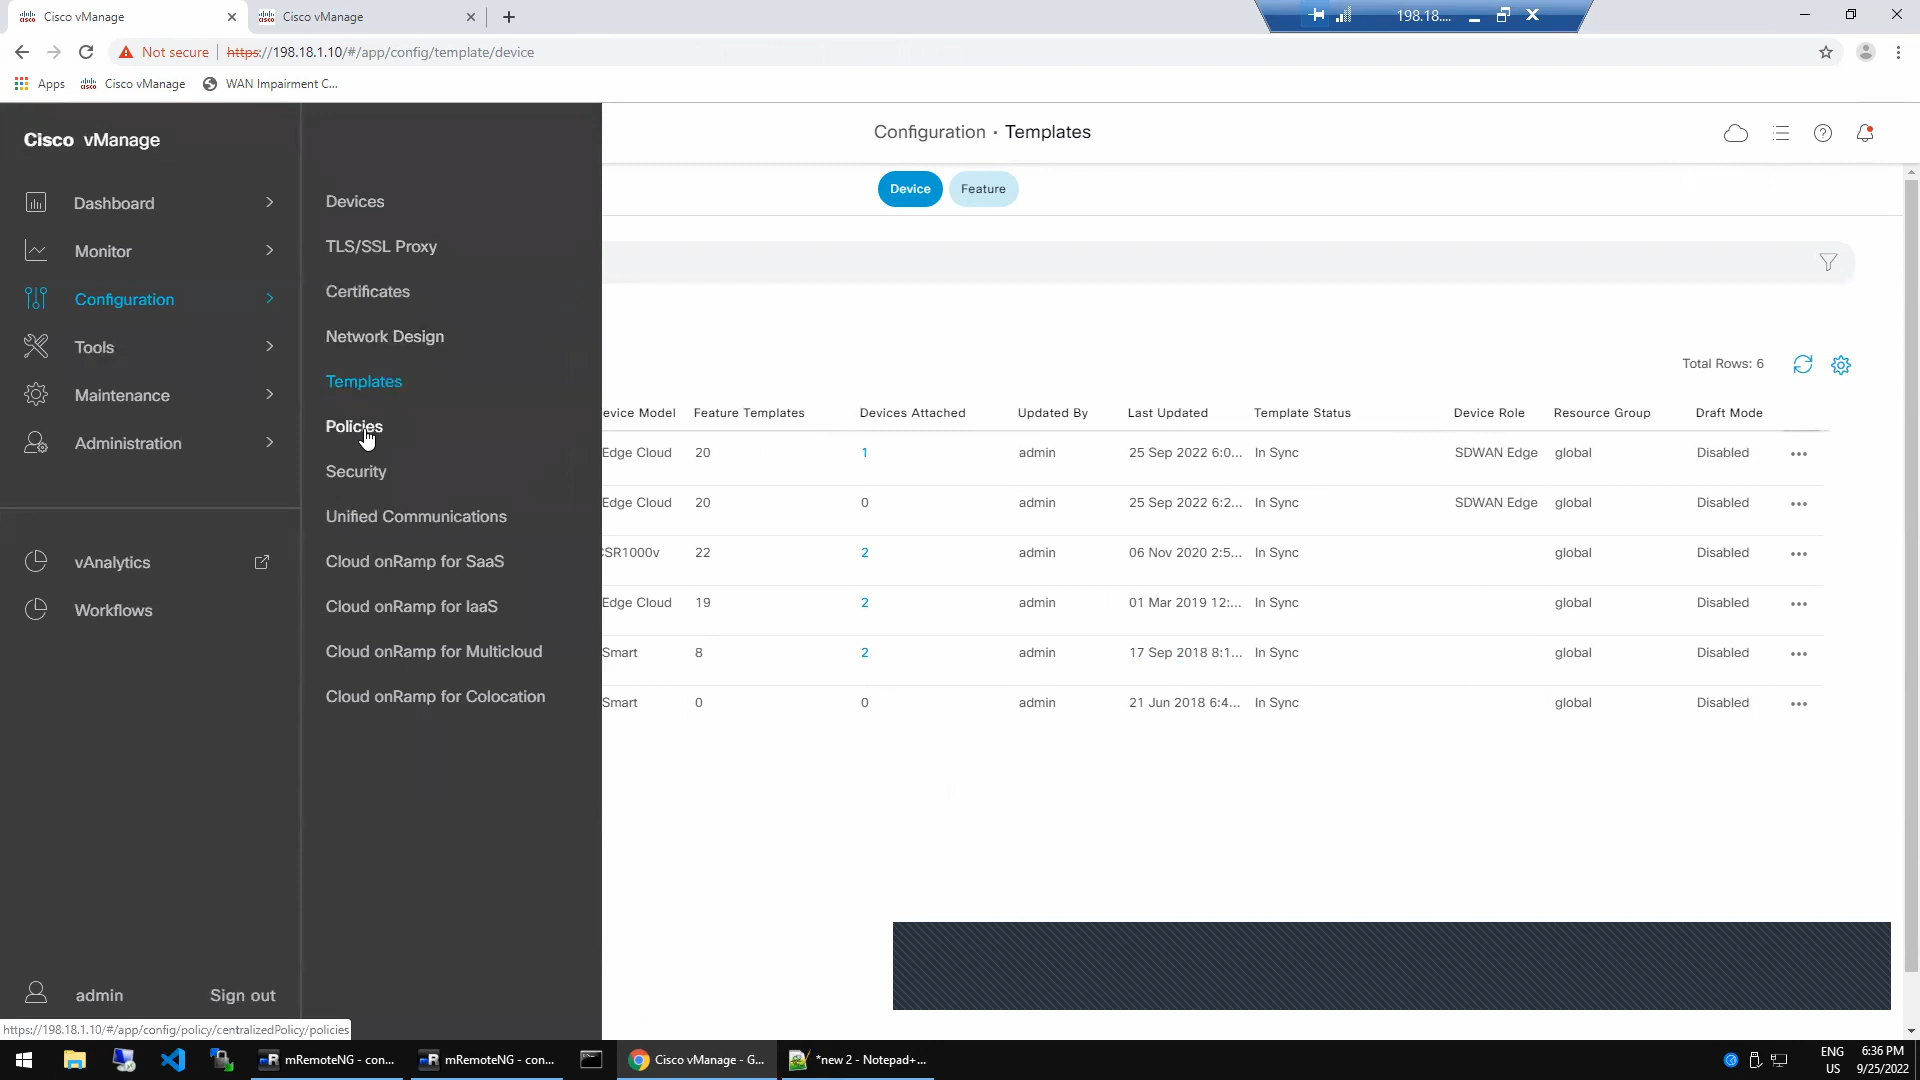 Cisco vManage
Cisco vManage
198.18....
Not secure
https://198.18.1.10/#/app/config/template/device
Apps
Cisco vManage
WAN Impairment C...
Cisco vManage
Dashboard
Monitor
Configuration
Tools
Maintenance
Administration
vAnalytics
Workflows
admin
Sign out
Devices
TLS/SSL Proxy
Certificates
Network Design
Templates
Policies
Security
Unified Communications
Cloud onRamp for SaaS
Cloud onRamp for IaaS
Cloud onRamp for Multicloud
Cloud onRamp for Colocation
Configuration · Templates
Device
Feature
Total Rows: 6
evice Model Feature Templates Devices Attached Updated By Last Updated Template Status Device Role Resource Group Draft Mode
Edge Cloud 20 1 admin 25 Sep 2022 6:0... In Sync SDWAN Edge global Disabled ...
Edge Cloud 20 0 admin 25 Sep 2022 6:2... In Sync SDWAN Edge global Disabled ...
CSR1000v 22 2 admin 06 Nov 2020 2:5... In Sync global Disabled ...
Edge Cloud 19 2 admin 01 Mar 2019 12:... In Sync global Disabled ...
Smart 8 2 admin 17 Sep 2018 8:1... In Sync global Disabled ...
Smart 0 0 admin 21 Jun 2018 6:4... In Sync global Disabled ...
https://198.18.1.10/#/app/config/policy/centralizedPolicy/policies
mRemoteNG - con...
mRemoteNG - con...
Cisco vManage - G...
*new 2 - Notepad+...
ENG
US
6:36 PM
9/25/2022